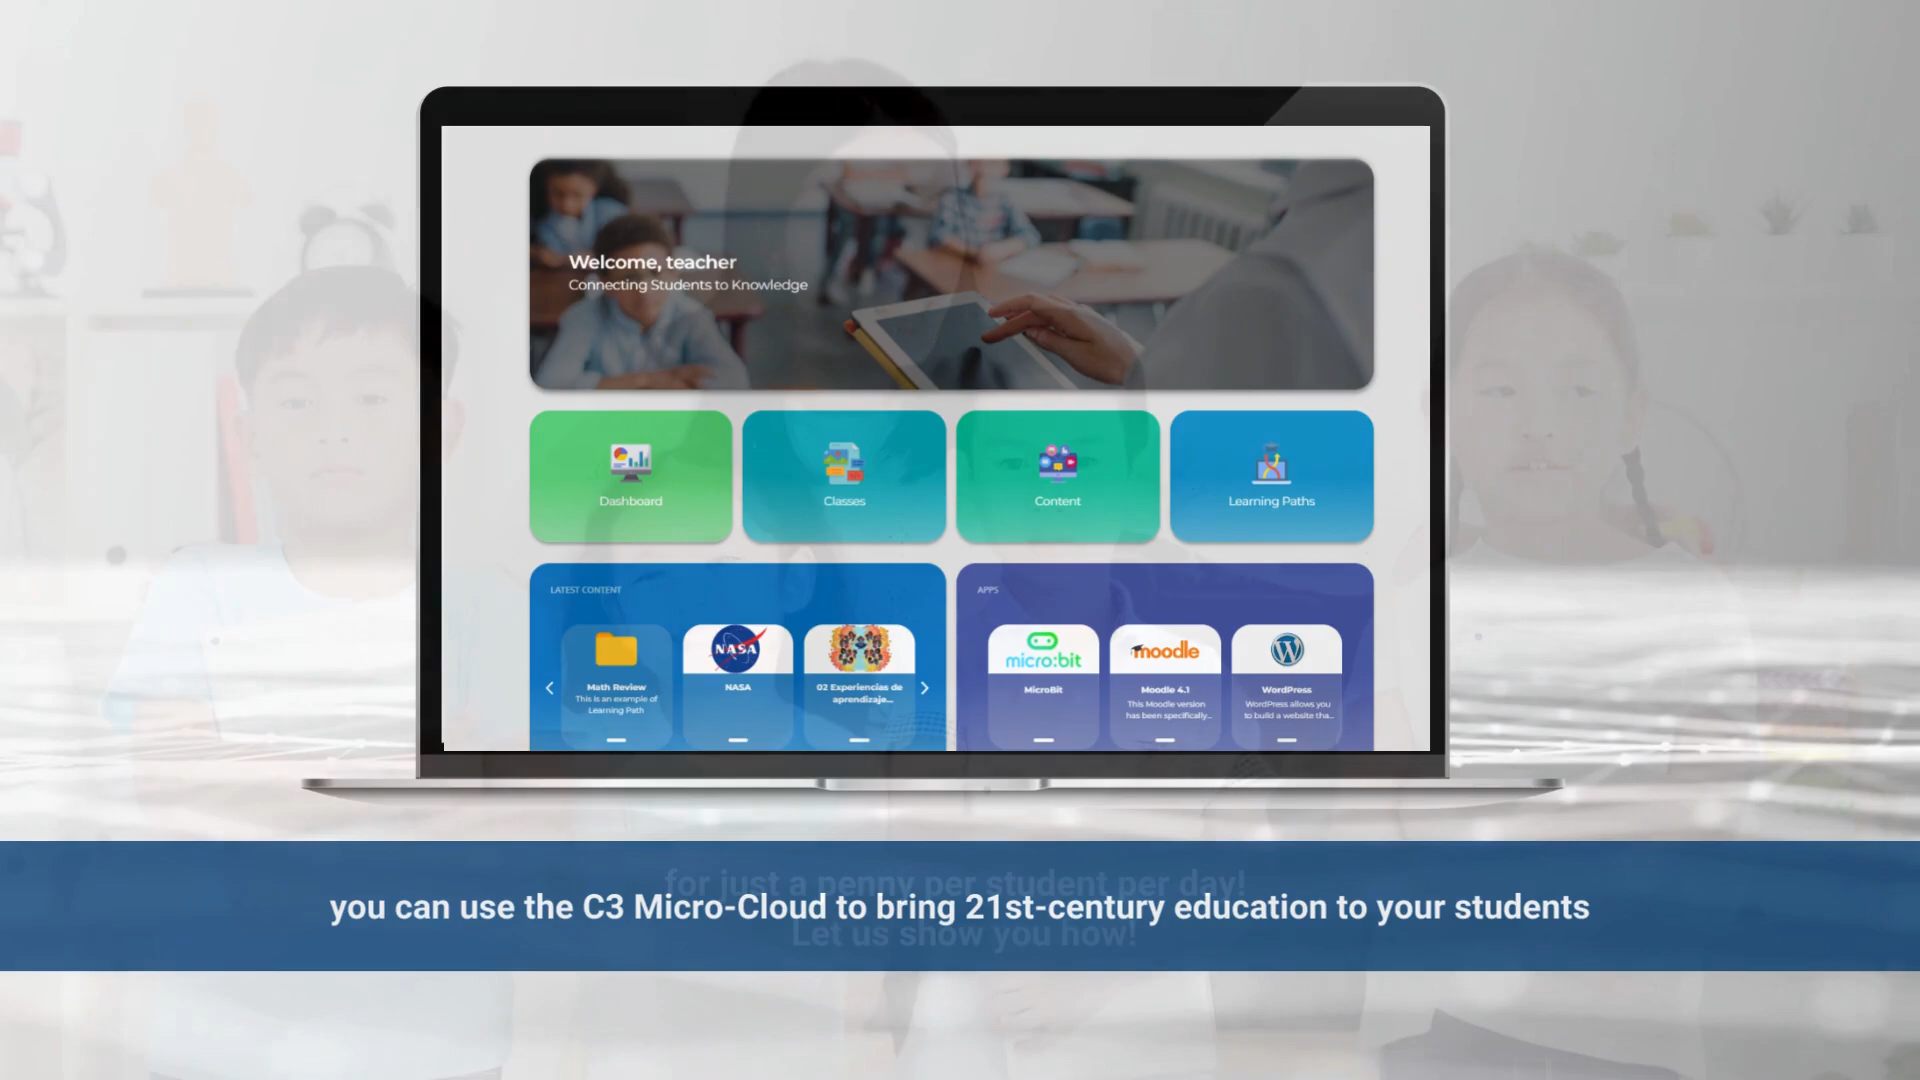 Welcome, teacher
Connecting Students to Knowledge
Dashboard
Classes
Content
Learning Paths
LATEST CONTENT
APPS
NASA
micro:bit
moodle
Math Review
This is an example of
Learning Path
NASA
02 Experiencias de
aprendizaje...
MicroBit
Moodle 4.1
This Moodle version
has been specifically...
WordPress
WordPress allows you
to build a website tha...
for just a penny per student per day!
you can use the C3 Micro-Cloud to bring 21st-century education to your students
Let us show you how!